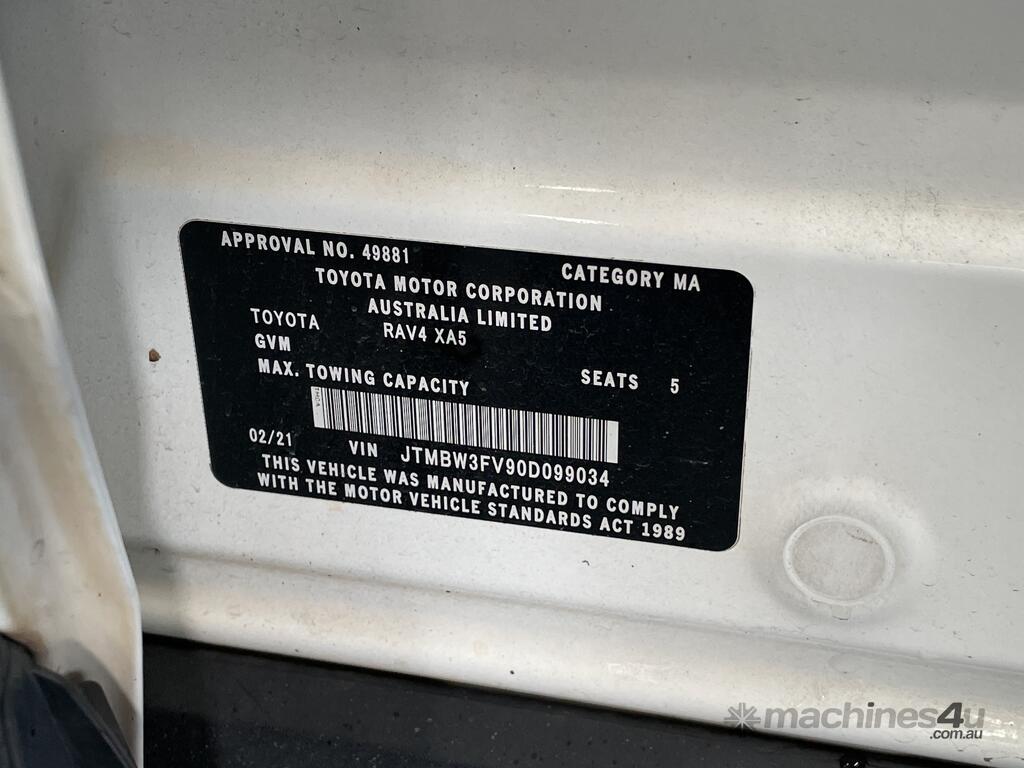 APPROVAL NO. 49881 CATEGORY MA
TOYOTA MOTOR CORPORATION
AUSTRALIA LIMITED
TOYOTA RAV4 XA5
GVM
MAX. TOWING CAPACITY SEATS 5
02/21 VIN JTMBW3FV90D099034
THIS VEHICLE WAS MANUFACTURED TO COMPLY
WITH THE MOTOR VEHICLE STANDARDS ACT 1989
machines4u
.com.au